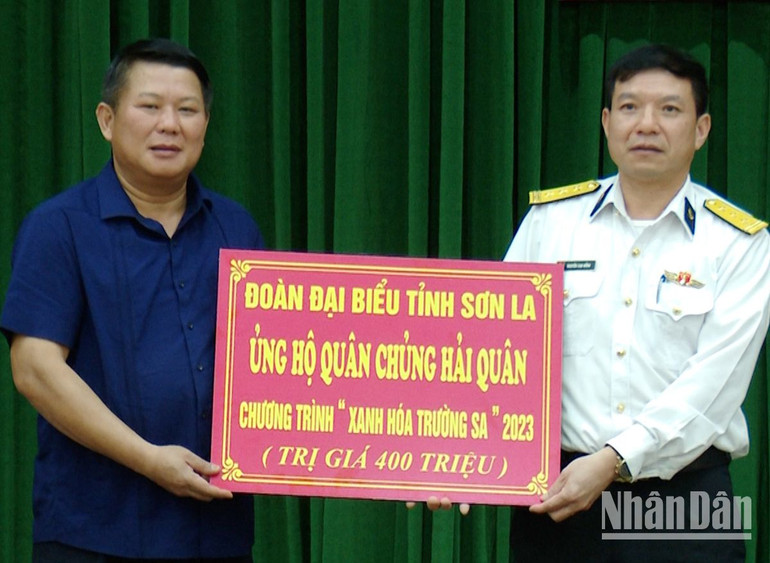 ĐOÀN ĐẠI BIỂU TỈNH SƠN LA
ỦNG HỘ QUÂN CHỦNG HẢI QUÂN
CHƯƠNG TRÌNH “ XANH HÓA TRƯỜNG SA ” 2023
( TRỊ GIÁ 400 TRIỆU )
NhânDân